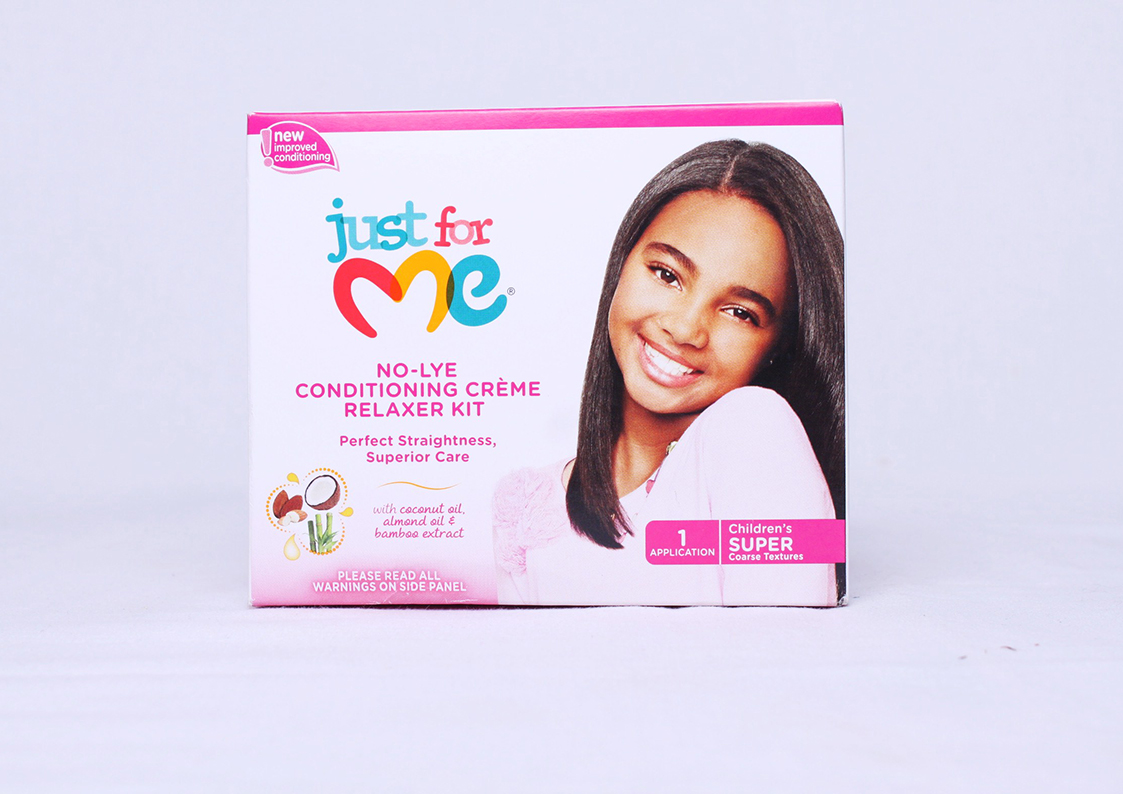 new
improved
conditioning
just for
me®
NO-LYE
CONDITIONING CRÈME
RELAXER KIT
Perfect Straightness,
Superior Care
with coconut oil,
almond oil &
bamboo extract
PLEASE READ ALL
WARNINGS ON SIDE PANEL
1
APPLICATION
Children's
SUPER
Coarse Textures